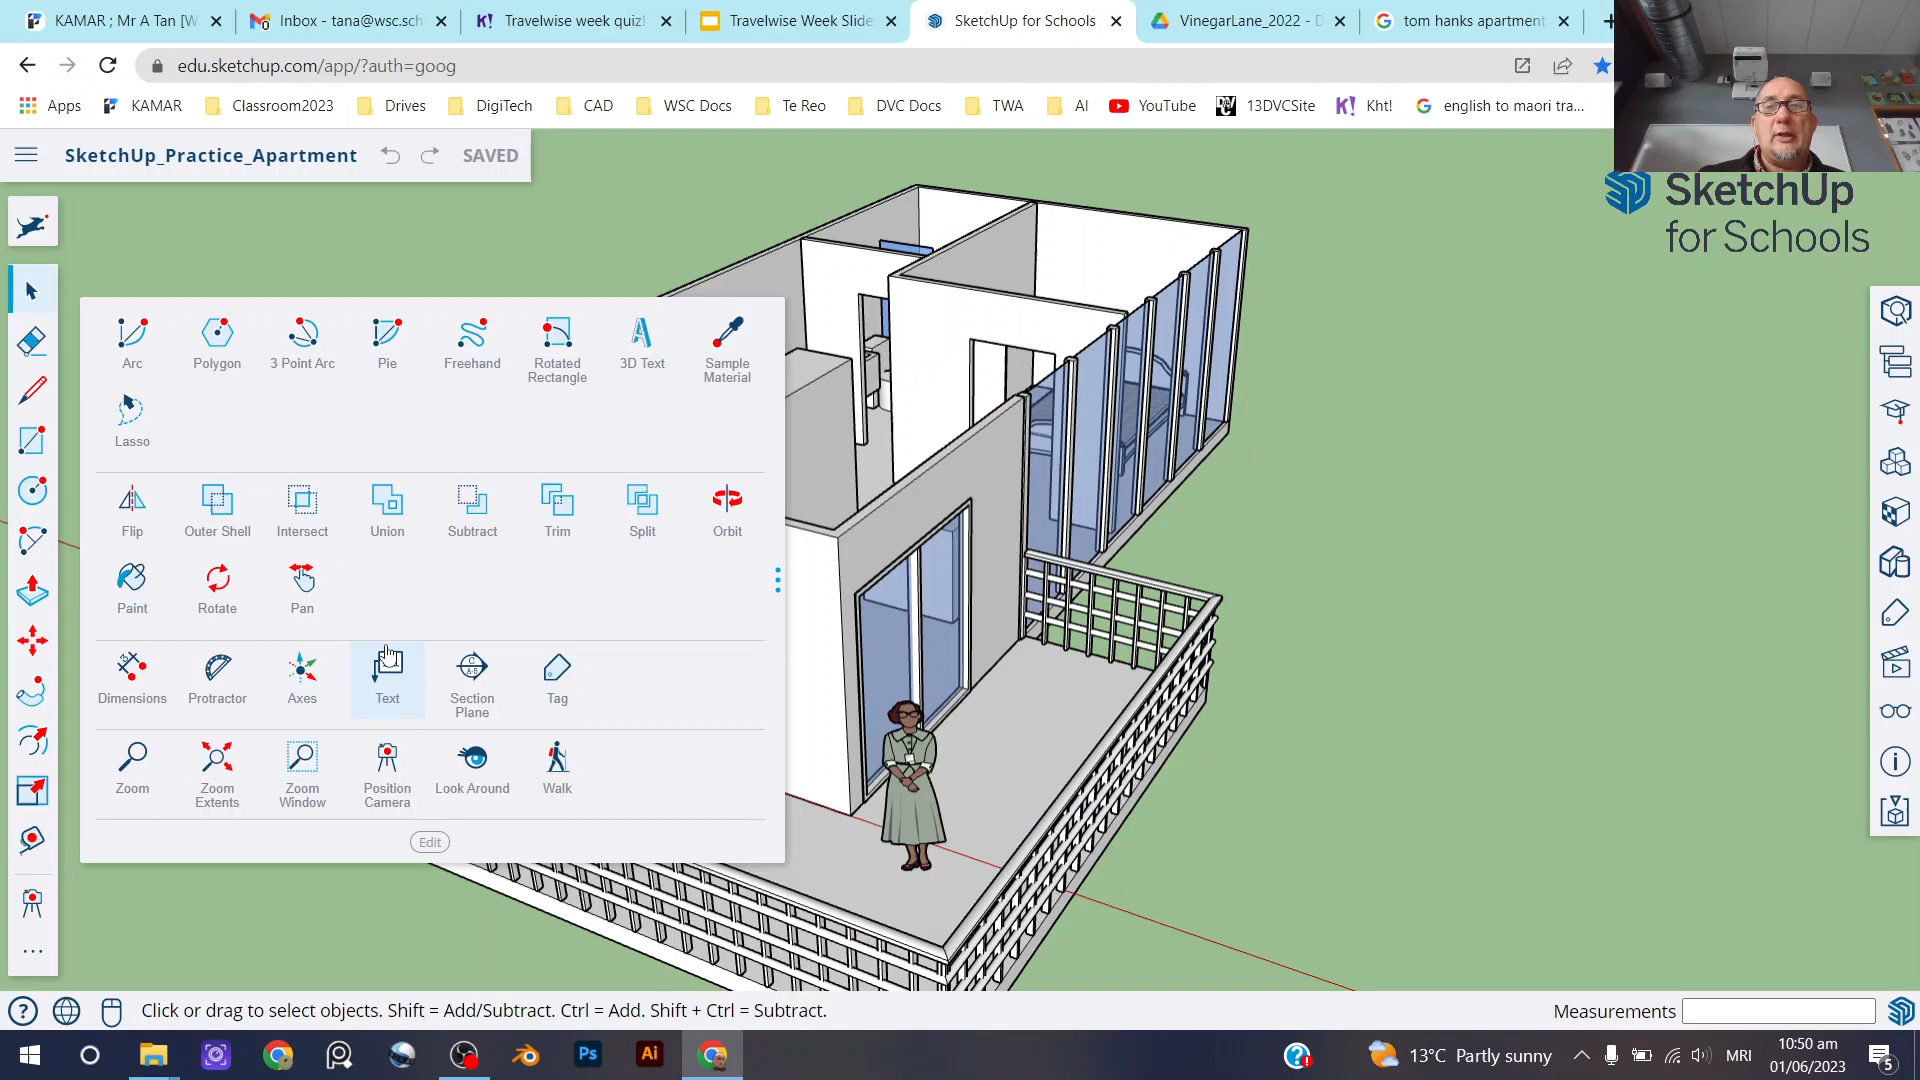 KAMAR ; Mr A Tan [W
Inbox - tana@wsc.sch
Travelwise week quiz!
Travelwise Week Slide
SketchUp for Schools
VinegarLane_2022 - D
tom hanks apartment
edu.sketchup.com/app/?auth=goog
Apps KAMAR Classroom2023 Drives DigiTech CAD WSC Docs Te Reo DVC Docs TWA AI YouTube 13DVCSite Kht! english to maori tra...
SketchUp_Practice_Apartment SAVED
SketchUp
for Schools
Arc Polygon 3 Point Arc Pie Freehand Rotated Rectangle 3D Text Sample Material
Lasso
Flip Outer Shell Intersect Union Subtract Trim Split Orbit
Paint Rotate Pan
Dimensions Protractor Axes Text Section Plane Tag
Zoom Zoom Extents Zoom Window Position Camera Look Around Walk
Edit
Click or drag to select objects. Shift = Add/Subtract. Ctrl = Add. Shift + Ctrl = Subtract.
Measurements
Ps Ai
13°C Partly sunny
MRI
10:50 am
01/06/2023
5